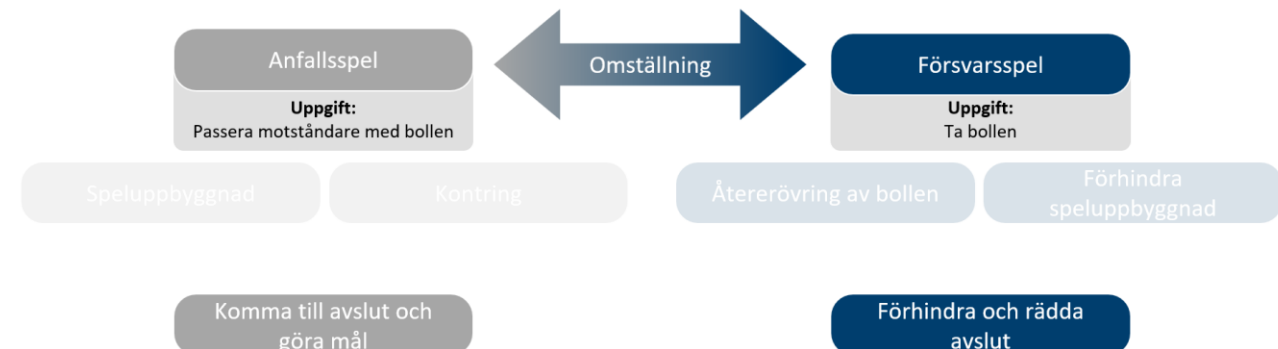 Anfallsspel
Omställning
Försvarsspel
Uppgift:
Passera motståndare med bollen
Uppgift:
Ta bollen
Speluppbyggnad
Kontring
Återerövring av bollen
Förhindra
speluppbyggnad
Komma till avslut och
göra mål
Förhindra och rädda
avslut